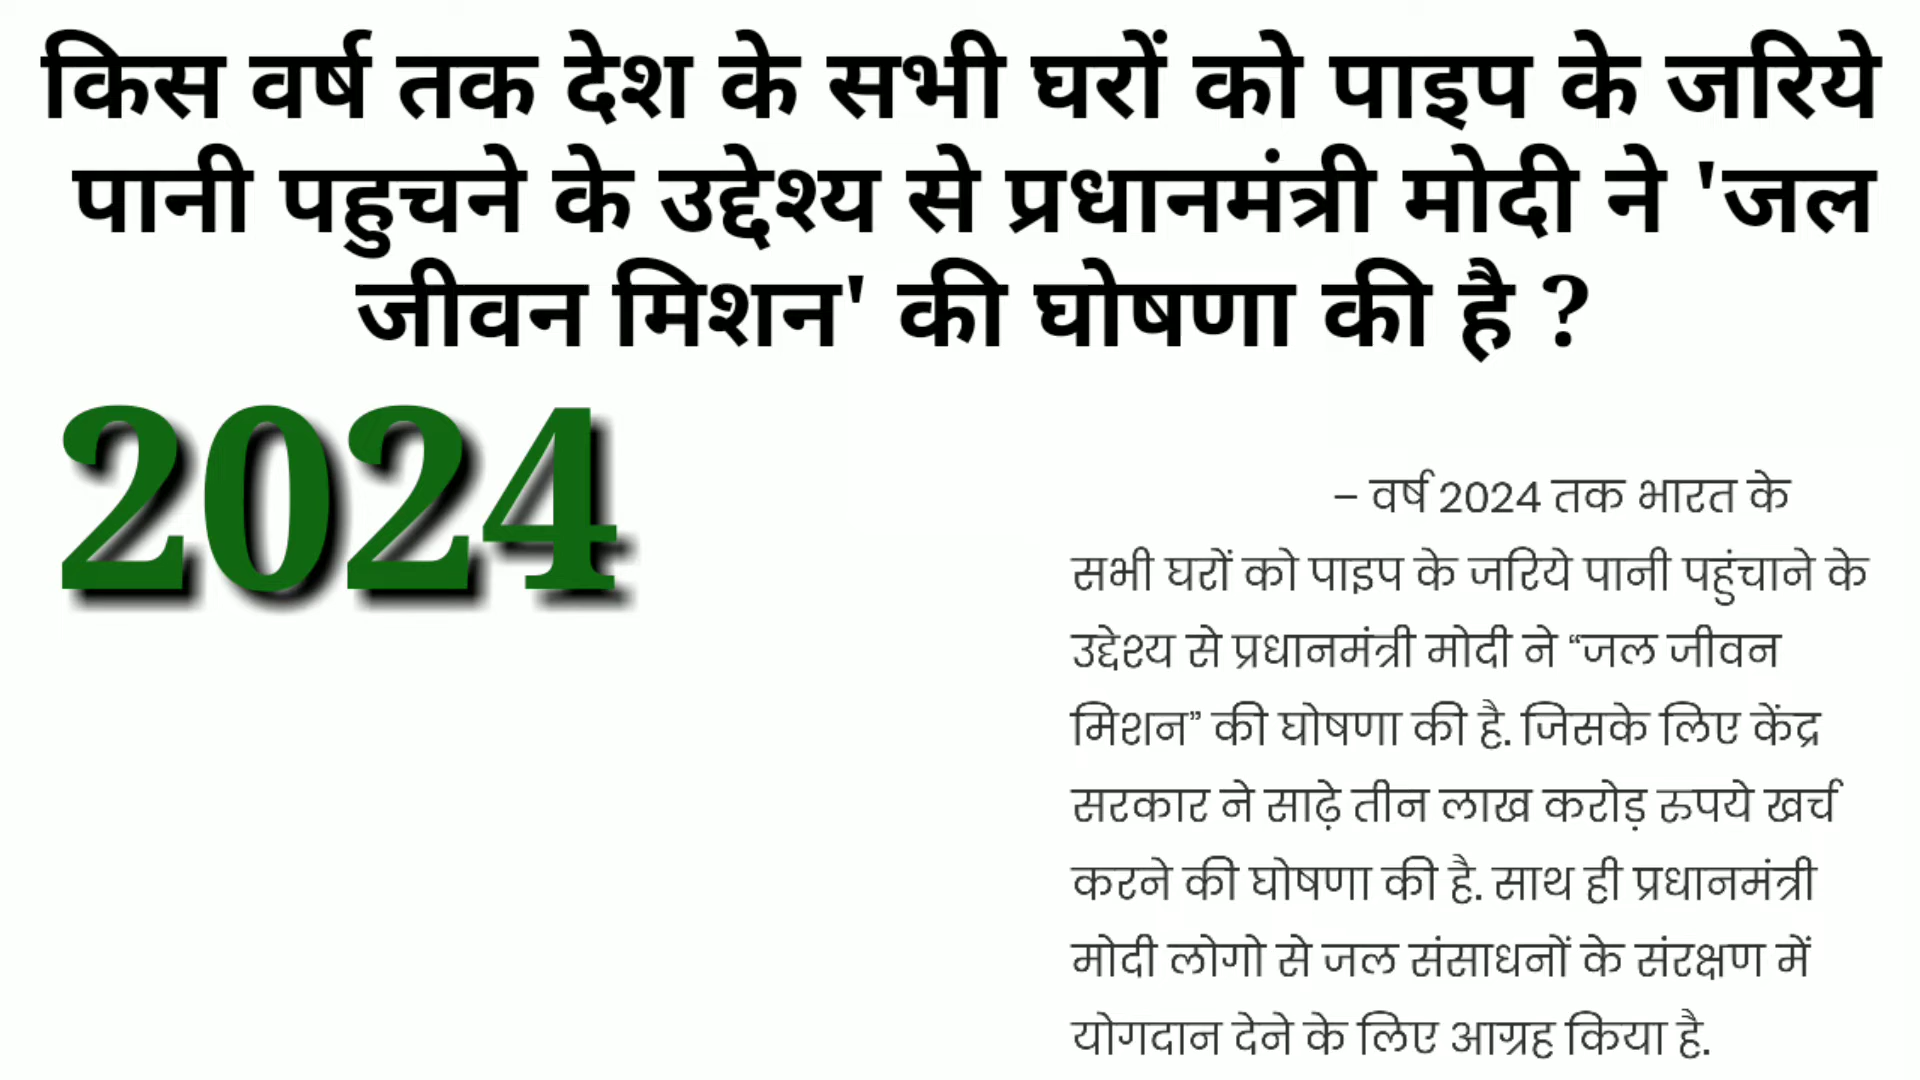 किस वर्ष तक देश के सभी घरों को पाइप के जरिये
पानी पहुचने के उद्देश्य से प्रधानमंत्री मोदी ने 'जल
जीवन मिशन' की घोषणा की है ?
2024
– वर्ष 2024 तक भारत के
सभी घरों को पाइप के जरिये पानी पहुंचाने के
उद्देश्य से प्रधानमंत्री मोदी ने “जल जीवन
मिशन” की घोषणा की है. जिसके लिए केंद्र
सरकार ने साढ़े तीन लाख करोड़ रुपये खर्च
करने की घोषणा की है. साथ ही प्रधानमंत्री
मोदी लोगो से जल संसाधनों के संरक्षण में
योगदान देने के लिए आग्रह किया है.